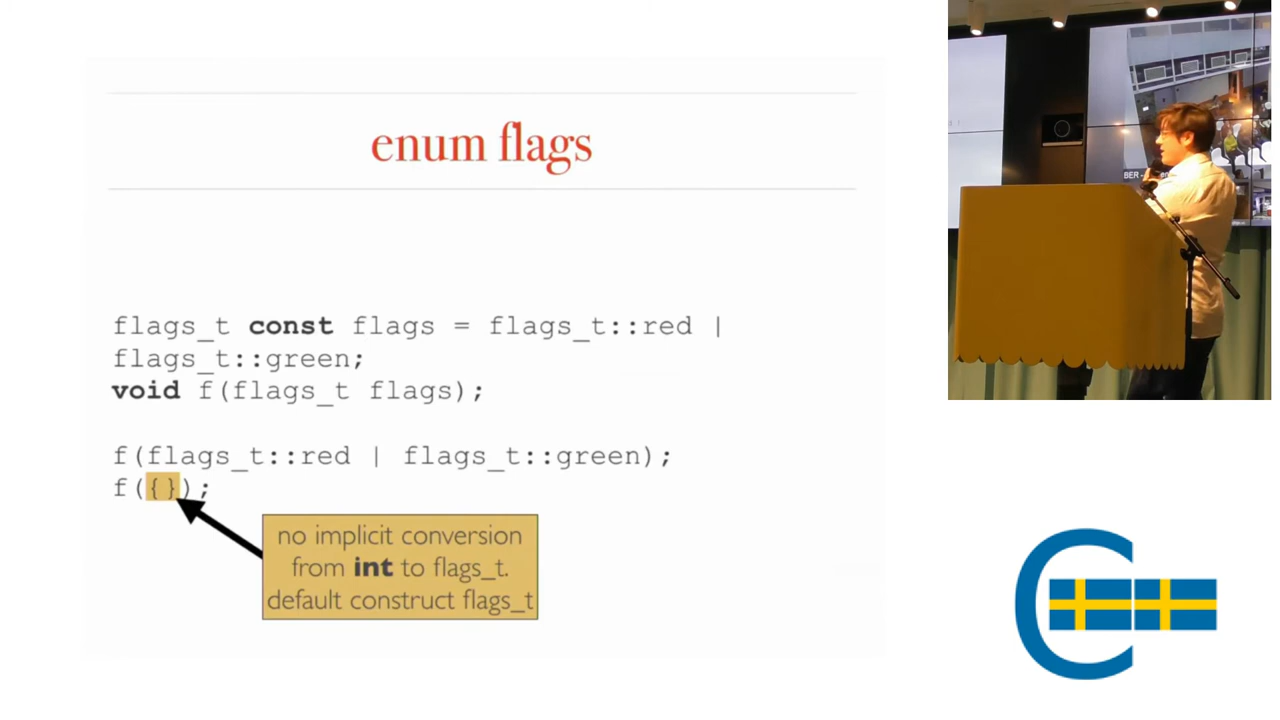 enum flags
flags_t const flags = flags_t::red |
flags_t::green;
void f(flags_t flags);
f(flags_t::red | flags_t::green);
f({});
no implicit conversion
from int to flags_t.
default construct flags_t
BER -
C